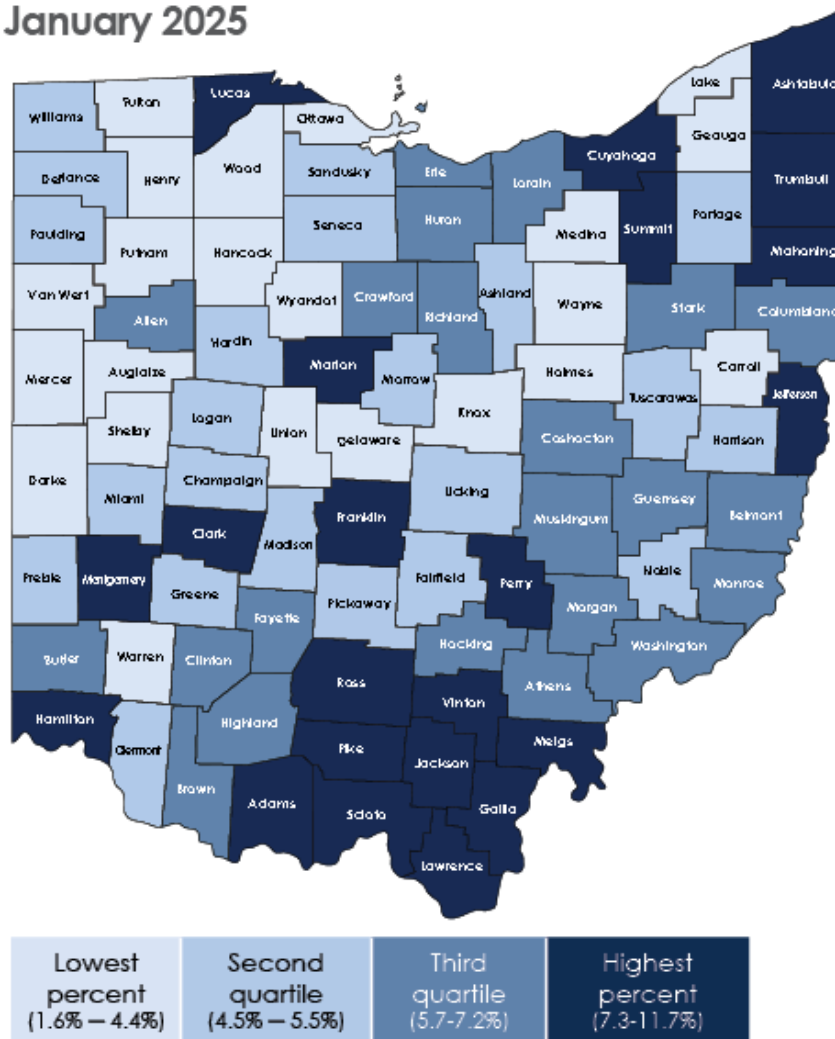 January 2025
Lucas
Lake
Ashtabula
Williams
Fulton
Ottawa
Geauga
Cuyahoga
Defiance
Henry
Wood
Sandusky
Erie
Lorain
Trumbull
Paulding
Seneca
Huron
Medina
Summit
Portage
Putnam
Hancock
Mahoning
Van Wert
Wyandot
Crawford
Richland
Ashland
Wayne
Stark
Columbiana
Allen
Hardin
Marion
Morrow
Mercer
Auglaize
Holmes
Carroll
Jefferson
Tuscarawas
Shelby
Logan
Union
Delaware
Knox
Coshocton
Harrison
Darke
Miami
Champaign
Licking
Guernsey
Belmont
Clark
Madison
Franklin
Muskingum
Preble
Montgomery
Greene
Pickaway
Fairfield
Perry
Noble
Monroe
Morgan
Fayette
Butler
Warren
Clinton
Hocking
Washington
Ross
Athens
Hamilton
Highland
Vinton
Clermont
Pike
Jackson
Meigs
Brown
Adams
Scioto
Gallia
Lawrence
Lowest
percent
(1.6% — 4.4%)
Second
quartile
(4.5% — 5.5%)
Third
quartile
(5.7-7.2%)
Highest
percent
(7.3-11.7%)